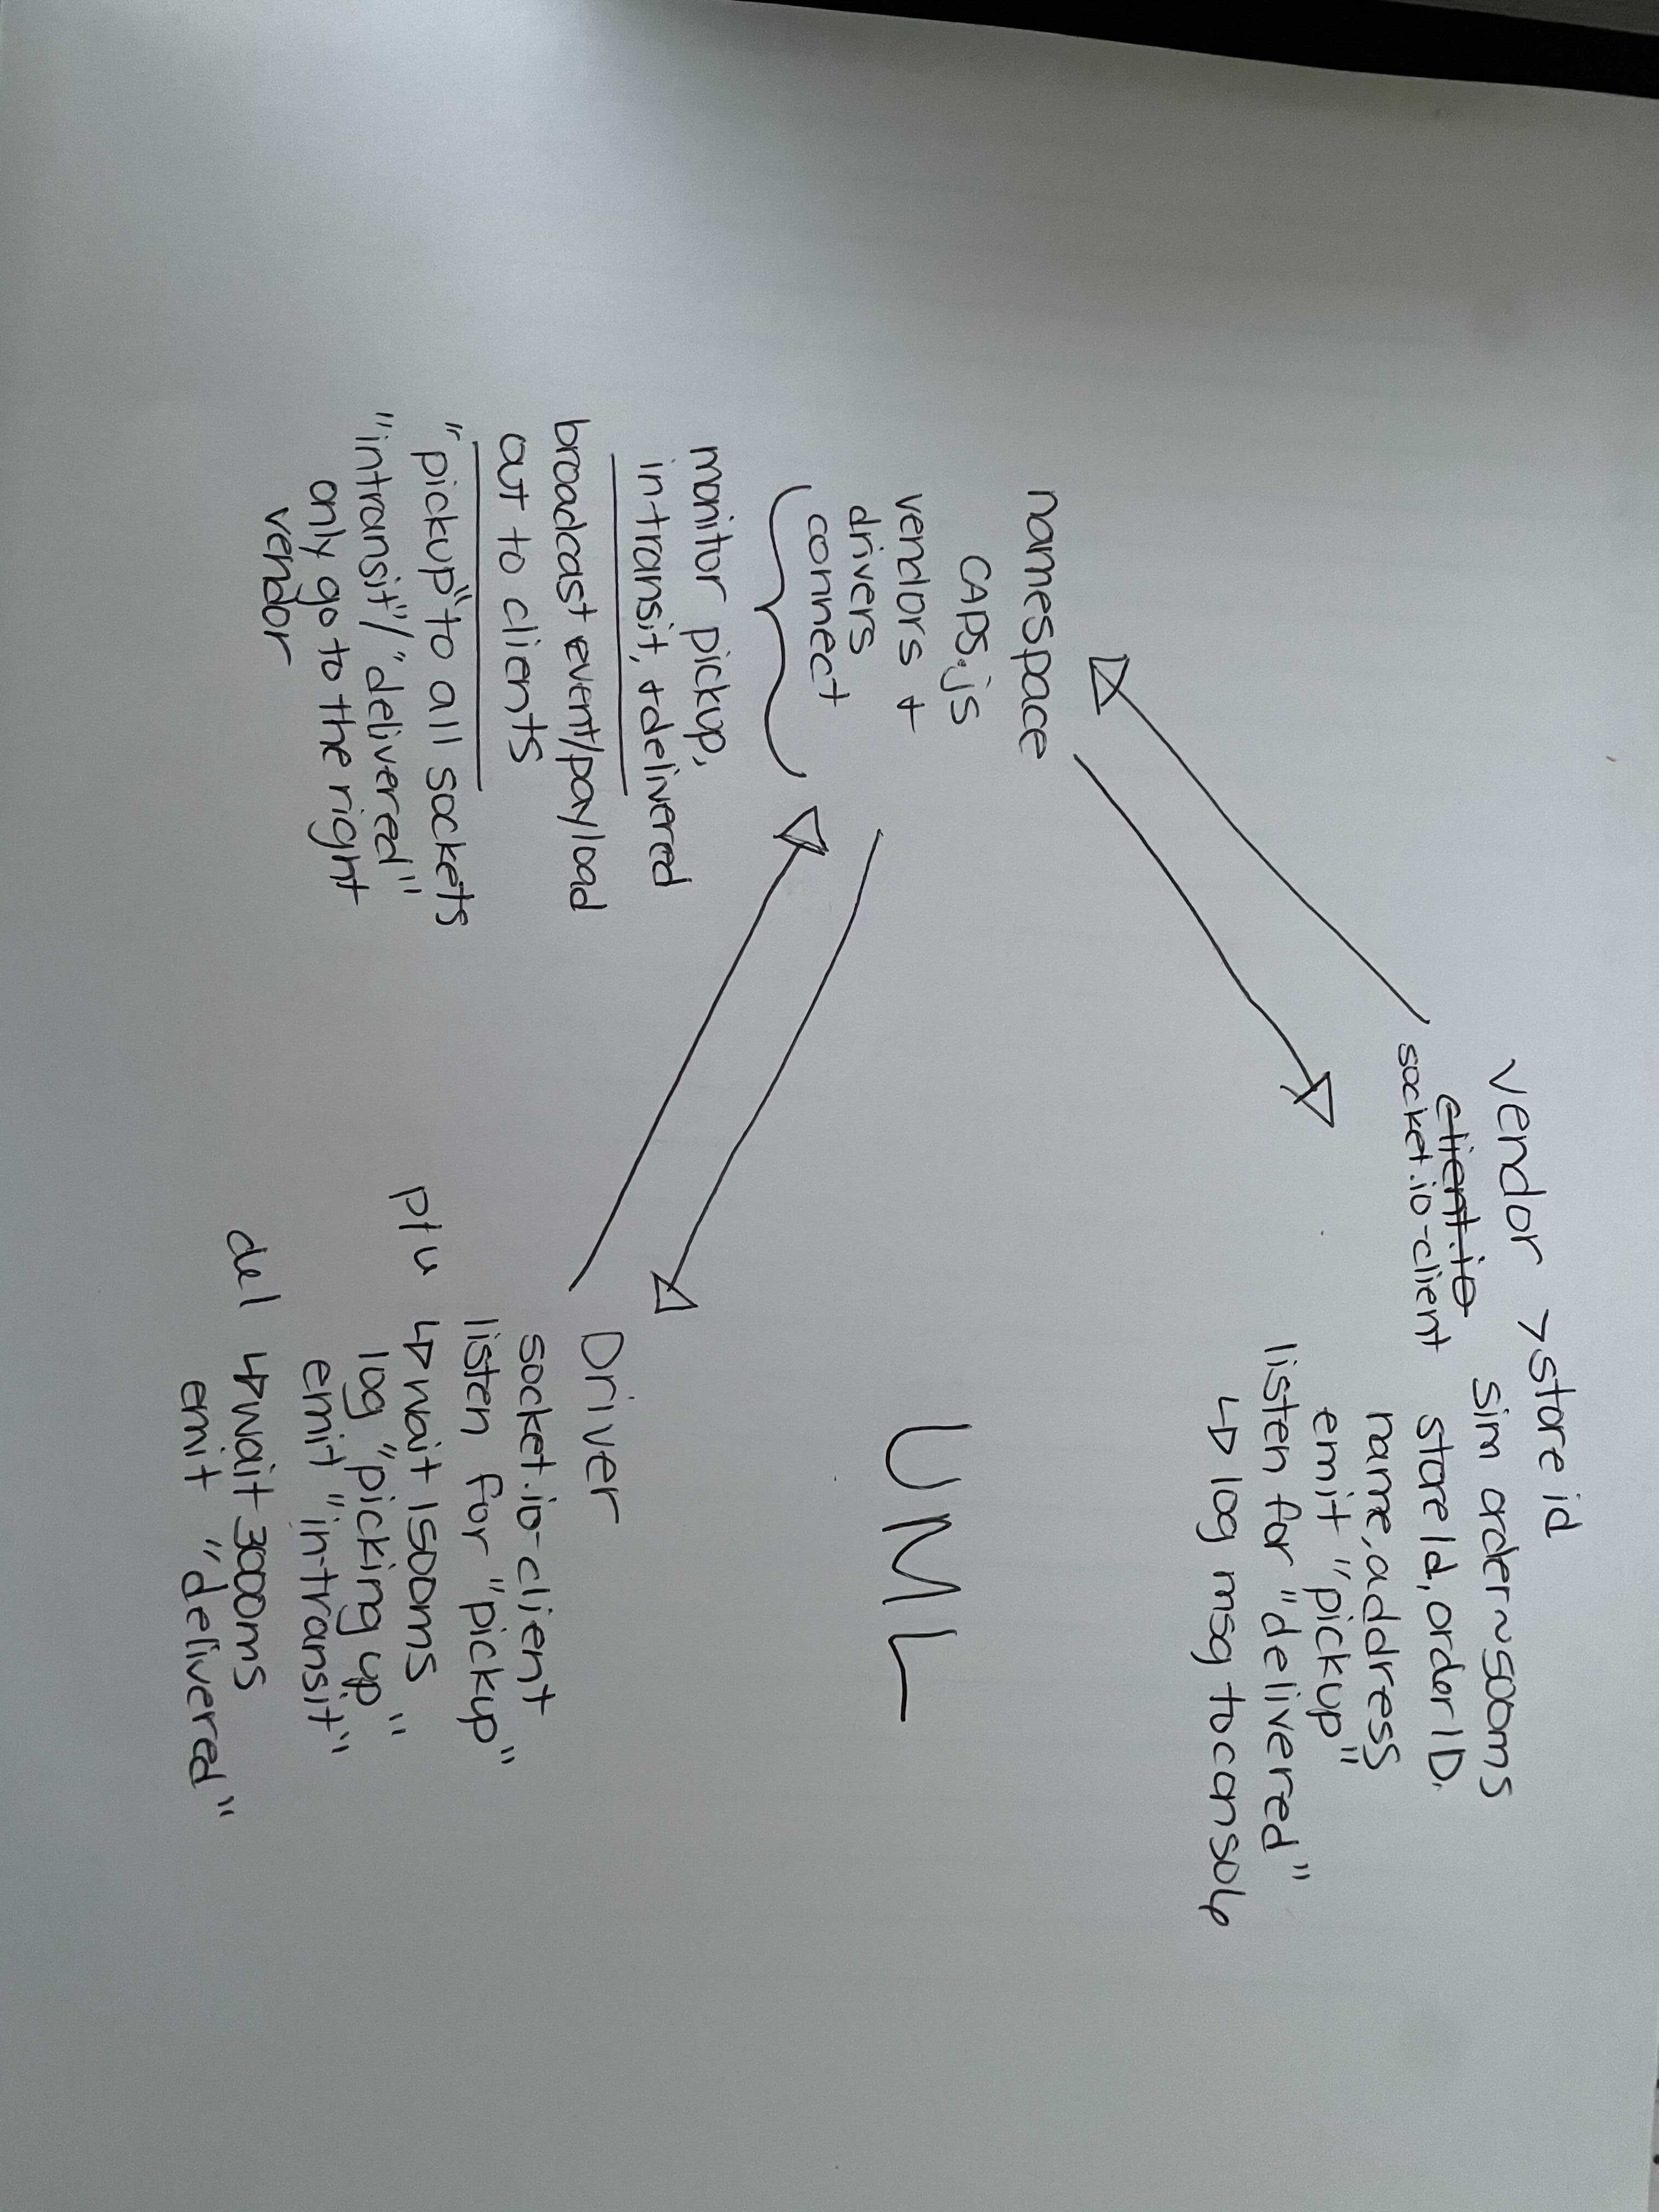 namespace
CAPS.js
vendors +
drivers
connect
monitor pickup,
in-transit, + delivered
broadcast event/payload
out to clients
"pickup" to all sockets
"intransit"/"delivered"
only go to the right
vendor
vendor > store id
client.io
socket.io-client
sim order ~ 500ms
storeId, orderID.
name, address
emit "pickup"
listen for "delivered"
↳ log msg to console
UML
Driver
socket.io-client
listen for "pickup"
p/u ↳ wait 1500ms
log "picking up"
emit "in-transit"
del ↳ wait 3000ms
emit "delivered"